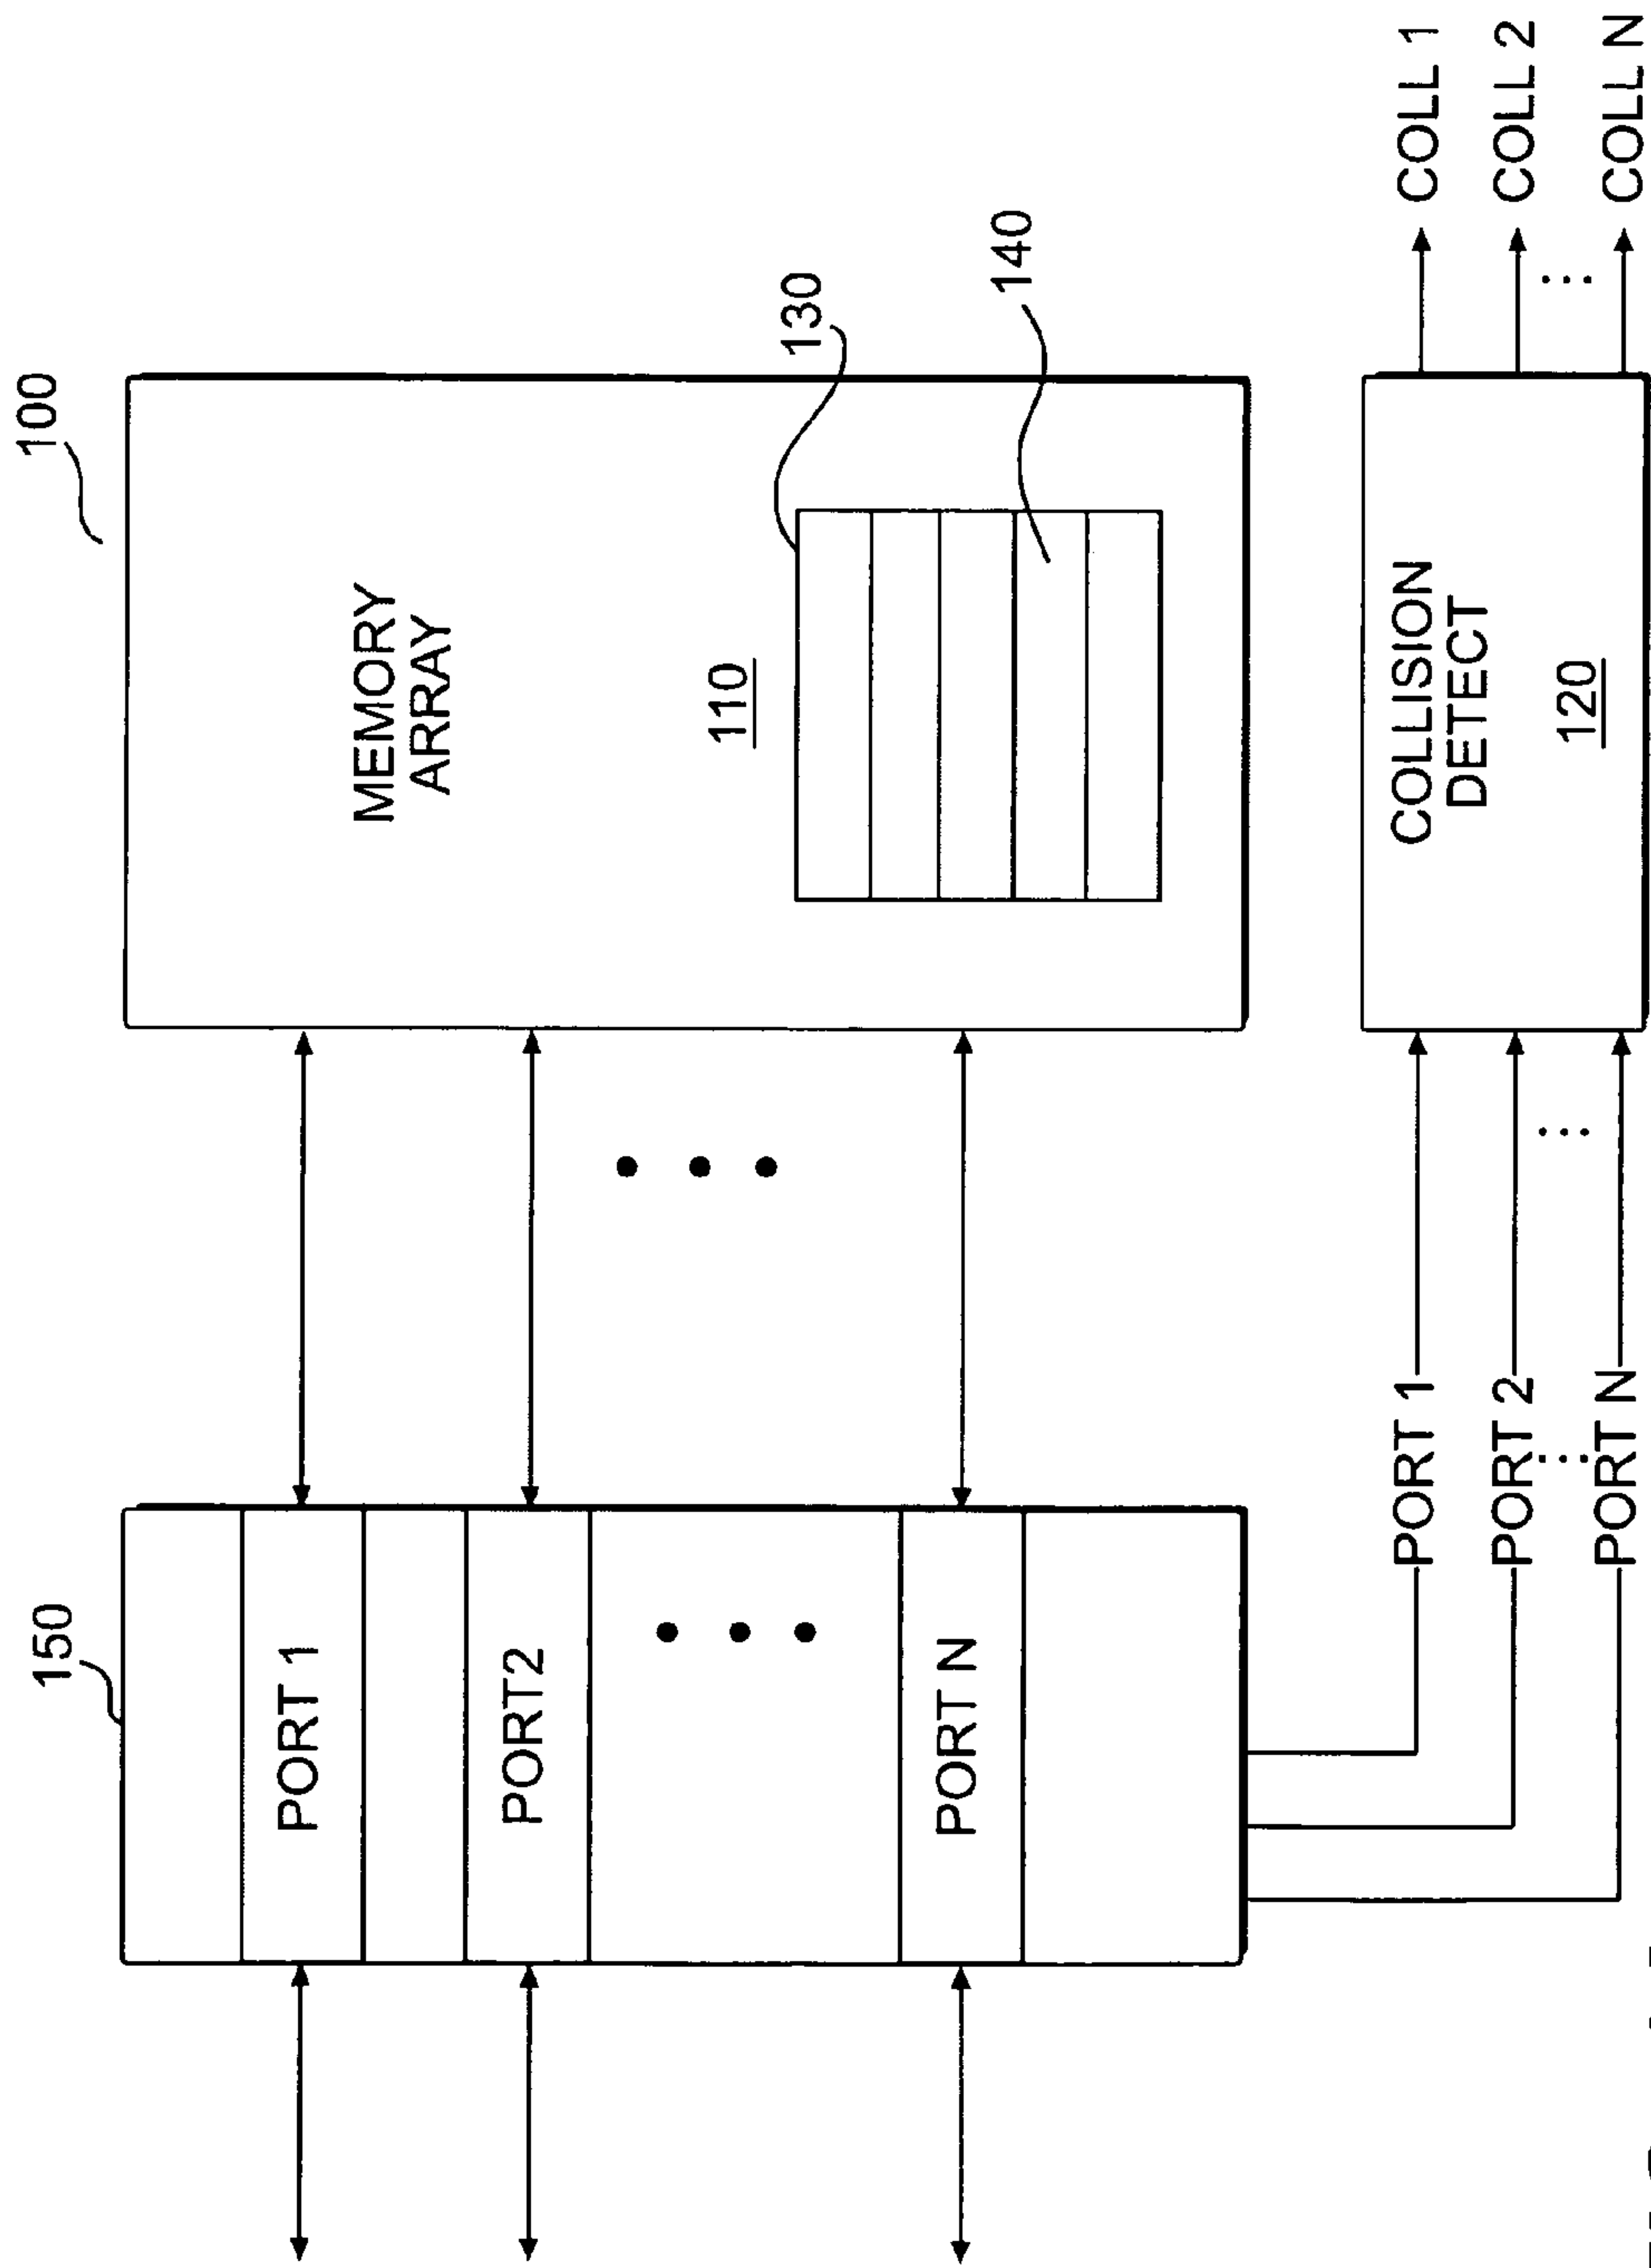 150
100
PORT 1
MEMORY
ARRAY
PORT2
110
130
PORT N
140
PORT 1
COLLISION
DETECT
COLL 1
PORT 2
COLL 2
120
PORT N
COLL N